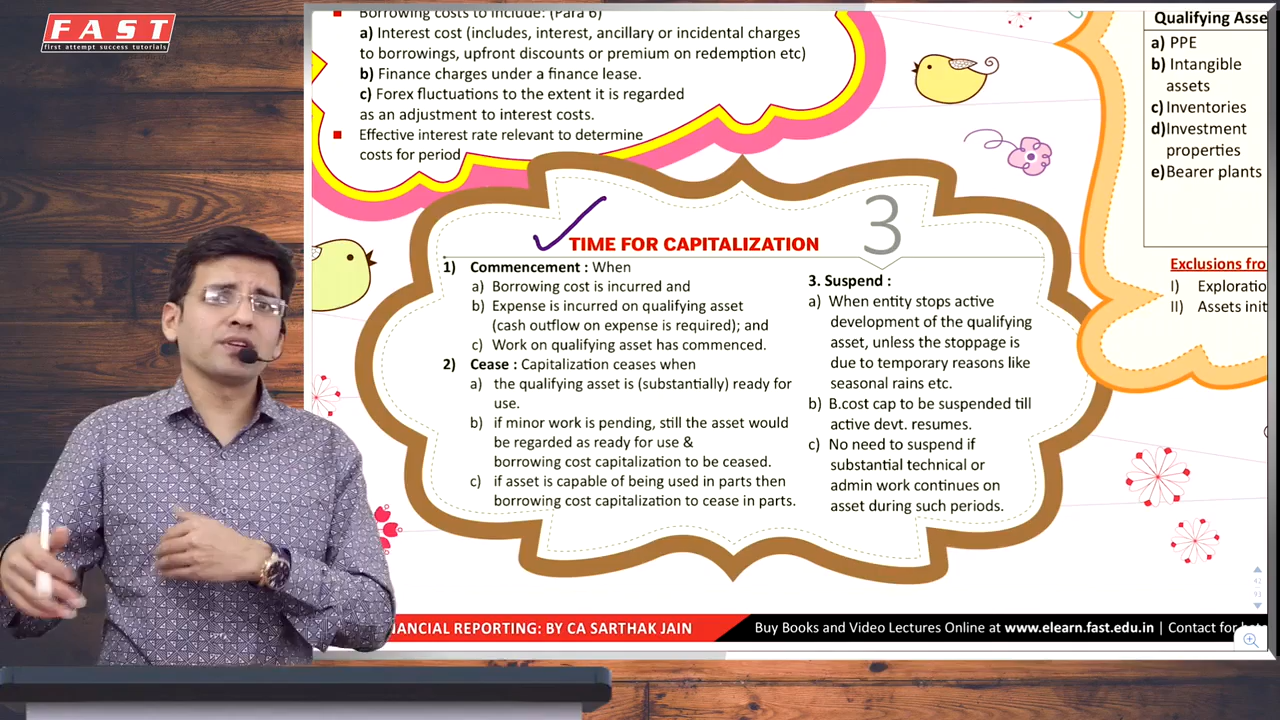 FAST
first attempt success tutorials
Borrowing costs to include: (Para 6)
a) Interest cost (includes, interest, ancillary or incidental charges
to borrowings, upfront discounts or premium on redemption etc)
b) Finance charges under a finance lease.
c) Forex fluctuations to the extent it is regarded
as an adjustment to interest costs.
Effective interest rate relevant to determine
costs for period
Qualifying Asse
a) PPE
b) Intangible
assets
c) Inventories
d) Investment
properties
e) Bearer plants
Exclusions fro
I) Exploratio
II) Assets init
3
TIME FOR CAPITALIZATION
1) Commencement : When
a) Borrowing cost is incurred and
b) Expense is incurred on qualifying asset
(cash outflow on expense is required); and
c) Work on qualifying asset has commenced.
2) Cease : Capitalization ceases when
a) the qualifying asset is (substantially) ready for
use.
b) if minor work is pending, still the asset would
be regarded as ready for use &
borrowing cost capitalization to be ceased.
c) if asset is capable of being used in parts then
borrowing cost capitalization to cease in parts.
3. Suspend :
a) When entity stops active
development of the qualifying
asset, unless the stoppage is
due to temporary reasons like
seasonal rains etc.
b) B.cost cap to be suspended till
active devt. resumes.
c) No need to suspend if
substantial technical or
admin work continues on
asset during such periods.
NANCIAL REPORTING: BY CA SARTHAK JAIN
Buy Books and Video Lectures Online at www.elearn.fast.edu.in | Contact for